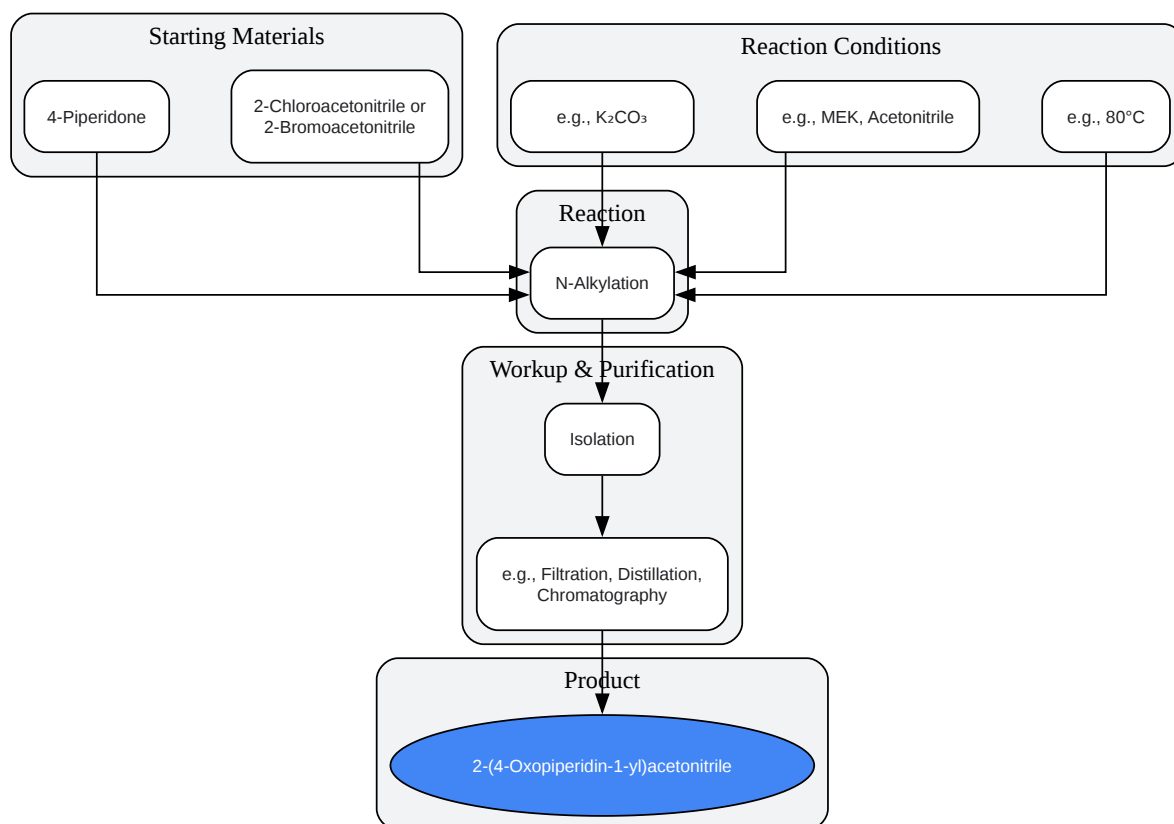 Starting Materials
Reaction Conditions
4-Piperidone
2-Chloroacetonitrile or
2-Bromoacetonitrile
e.g., K₂CO₃
e.g., MEK, Acetonitrile
e.g., 80°C
Reaction
N-Alkylation
Workup & Purification
Isolation
e.g., Filtration, Distillation,
Chromatography
Product
2-(4-Oxopiperidin-1-yl)acetonitrile